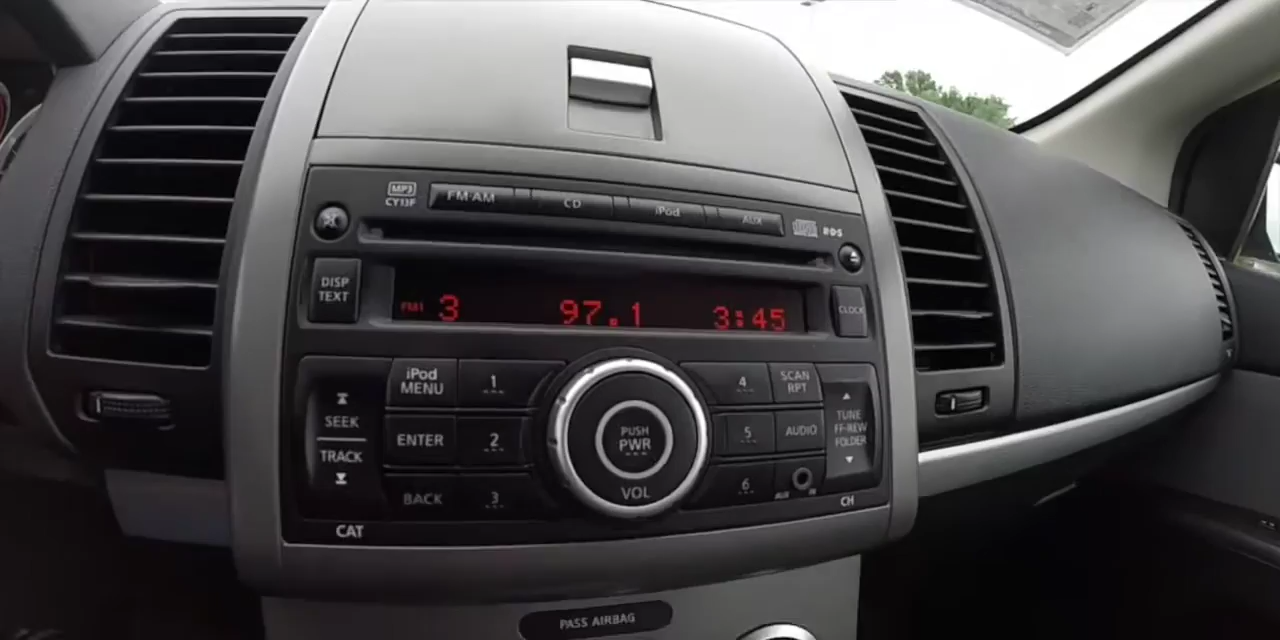 MP3
CY13F
FM·AM
CD
iPod
AUX
RDS
DISP
TEXT
FM1 3 97.1 3:45
CLOCK
SEEK
TRACK
CAT
iPod
MENU
1
ENTER
2
BACK
3
PUSH
PWR
VOL
4
SCAN
RPT
5
AUDIO
6
AUX IN
TUNE
FF·REW
FOLDER
CH
PASS AIRBAG